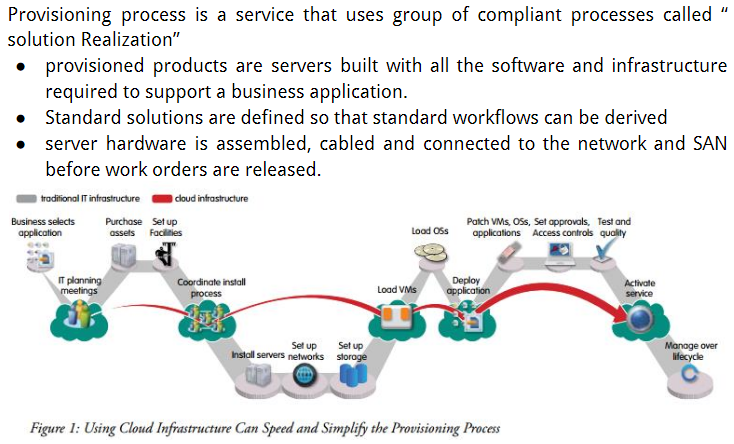 Provisioning process is a service that uses group of compliant processes called “
solution Realization”
● provisioned products are servers built with all the software and infrastructure
required to support a business application.
● Standard solutions are defined so that standard workflows can be derived
● server hardware is assembled, cabled and connected to the network and SAN
before work orders are released.
traditional IT infrastructure
cloud infrastructure
Business selects
application
Purchase
assets
Set up
Facilities
Load OSs
Patch VMs, OSs,
applications
Set approvals,
Access controls
Test and
quality
IT planning
meetings
Coordinate install
process
Load VMs
Deploy
application
Activate
service
Install servers
Set up
networks
Set up
storage
Manage over
lifecycle
Figure 1: Using Cloud Infrastructure Can Speed and Simplify the Provisioning Process